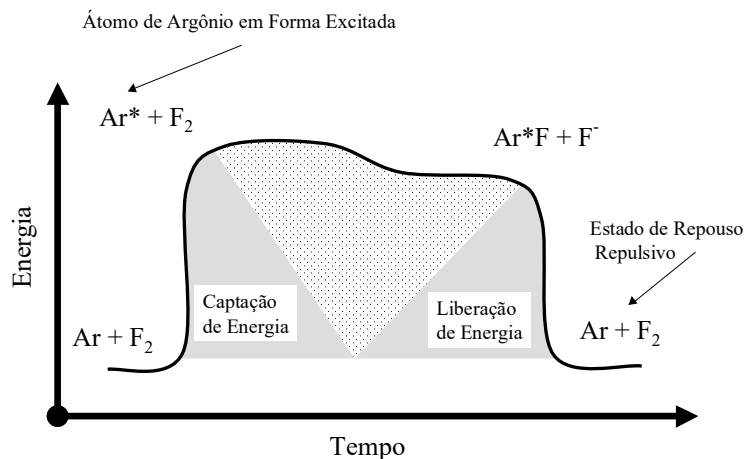 Átomo de Argônio em Forma Excitada
Ar* + F₂
Ar*F + F⁻
Estado de Repouso
Repulsivo
Energia
Captação
de Energia
Liberação
de Energia
Ar + F₂
Ar + F₂
Tempo